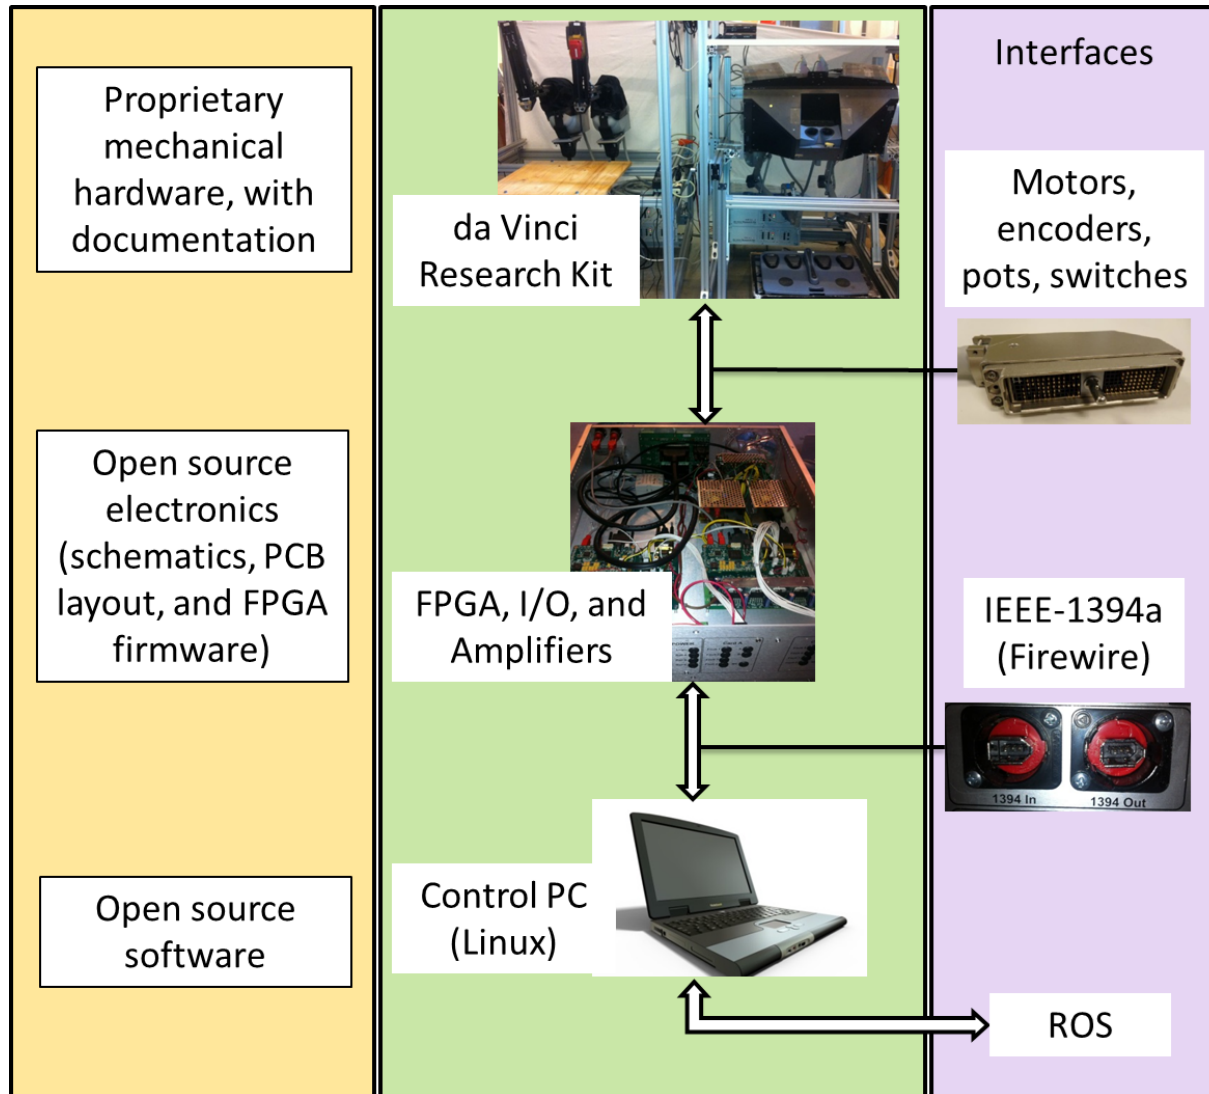 Proprietary
mechanical
hardware, with
documentation
Open source
electronics
(schematics, PCB
layout, and FPGA
firmware)
Open source
software
da Vinci
Research Kit
FPGA, I/O, and
Amplifiers
Control PC
(Linux)
Interfaces
Motors,
encoders,
pots, switches
IEEE-1394a
(Firewire)
1394 In
1394 Out
ROS